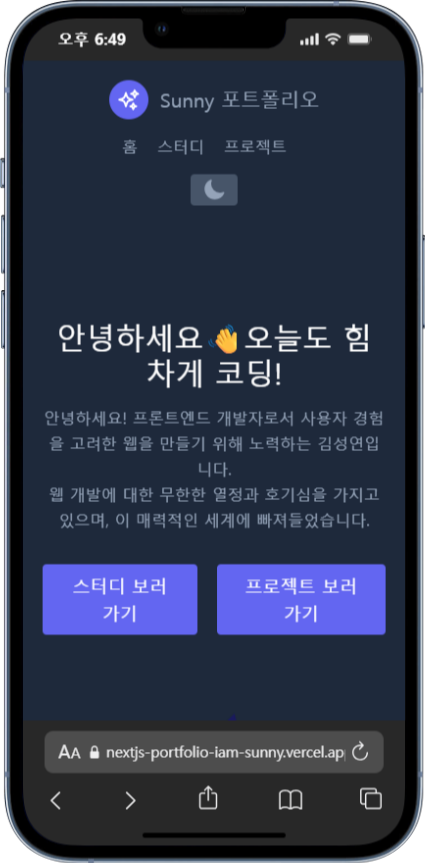 오후 6:49
Sunny 포트폴리오
홈 스터디 프로젝트
안녕하세요👋오늘도 힘
차게 코딩!
안녕하세요! 프론트엔드 개발자로서 사용자 경험
을 고려한 웹을 만들기 위해 노력하는 김성연입
니다.
웹 개발에 대한 무한한 열정과 호기심을 가지고
있으며, 이 매력적인 세계에 빠져들었습니다.
스터디 보러
가기
프로젝트 보러
가기
AA nextjs-portfolio-iam-sunny.vercel.ap